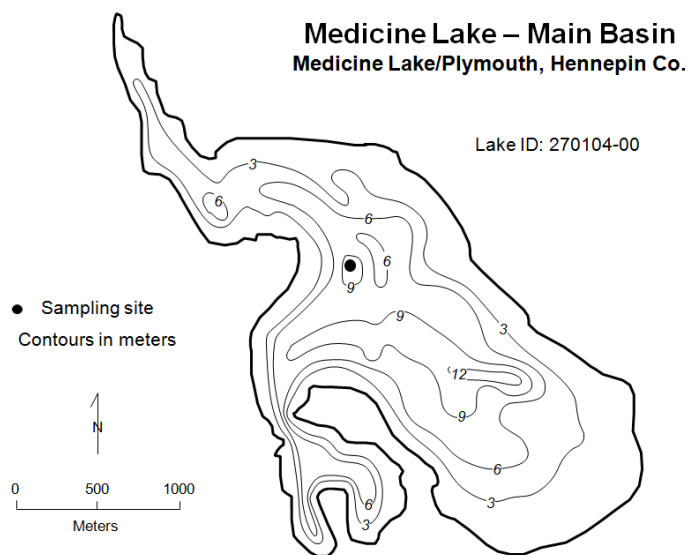 Medicine Lake – Main Basin
Medicine Lake/Plymouth, Hennepin Co.
Lake ID: 270104-00
3
6
6
6
9
9
3
12
9
6
3
6
3
Sampling site
Contours in meters
N
0 500 1000
Meters